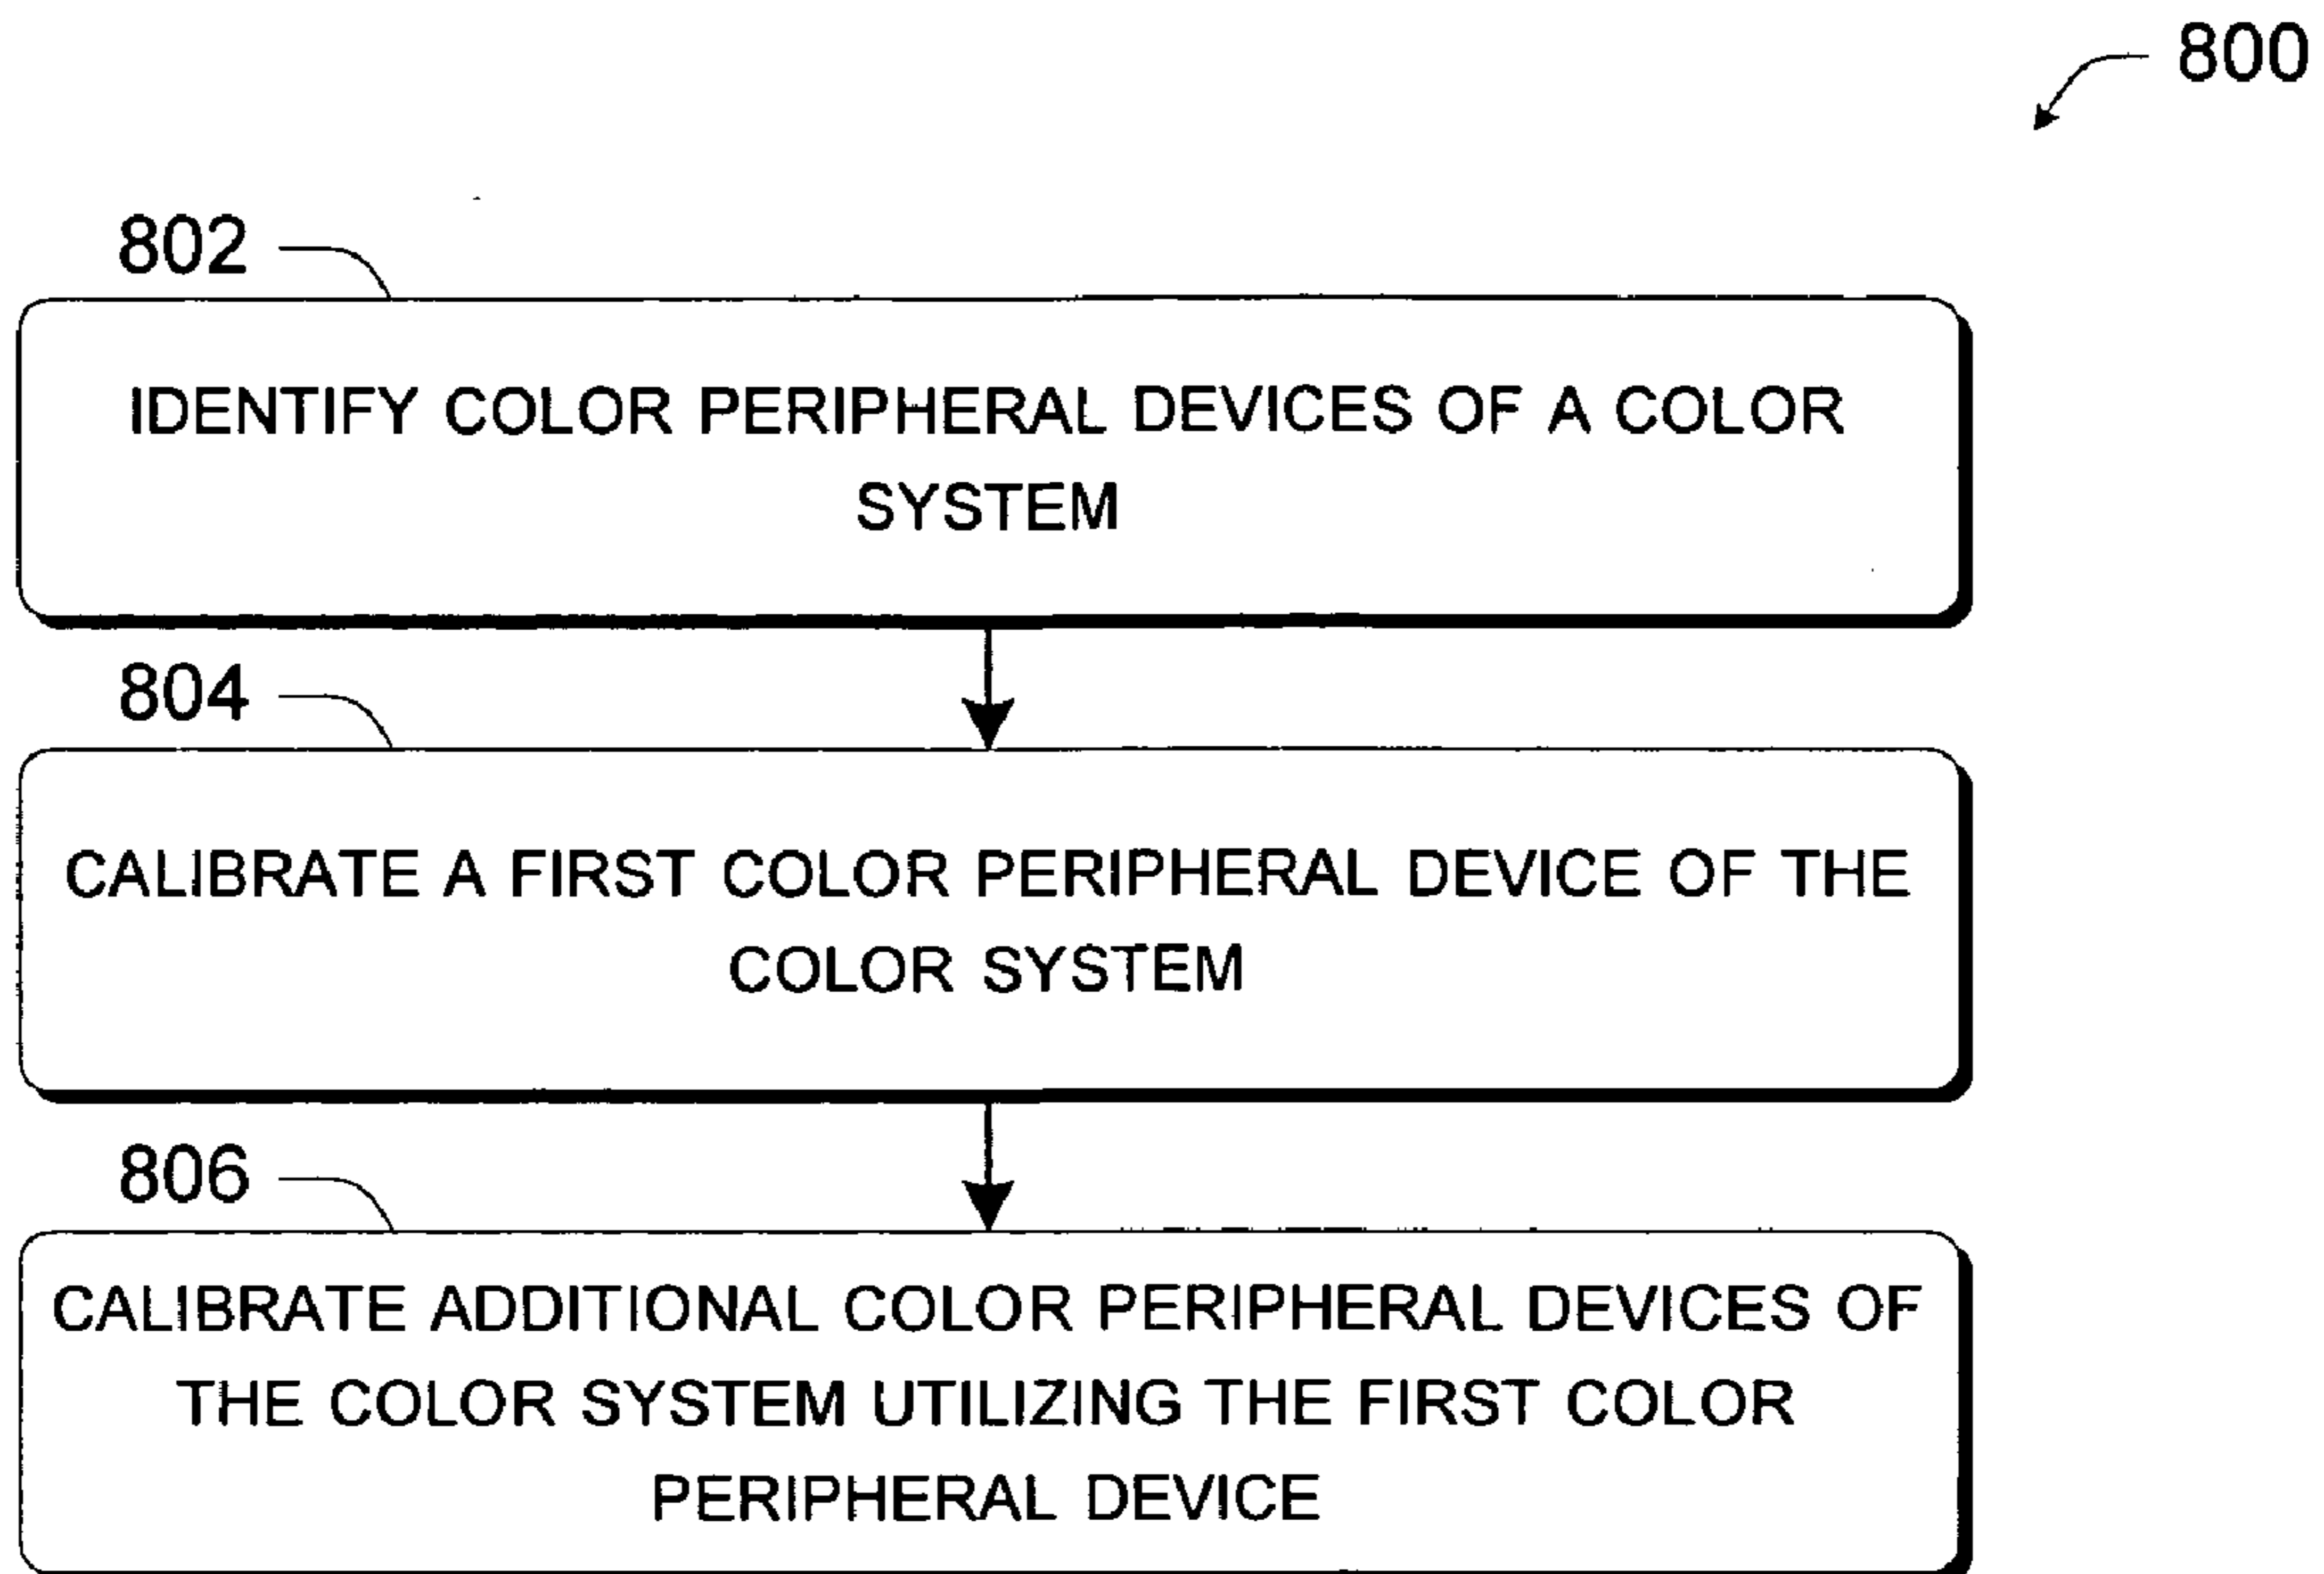 800
802
IDENTIFY COLOR PERIPHERAL DEVICES OF A COLOR
SYSTEM
804
CALIBRATE A FIRST COLOR PERIPHERAL DEVICE OF THE
COLOR SYSTEM
806
CALIBRATE ADDITIONAL COLOR PERIPHERAL DEVICES OF
THE COLOR SYSTEM UTILIZING THE FIRST COLOR
PERIPHERAL DEVICE